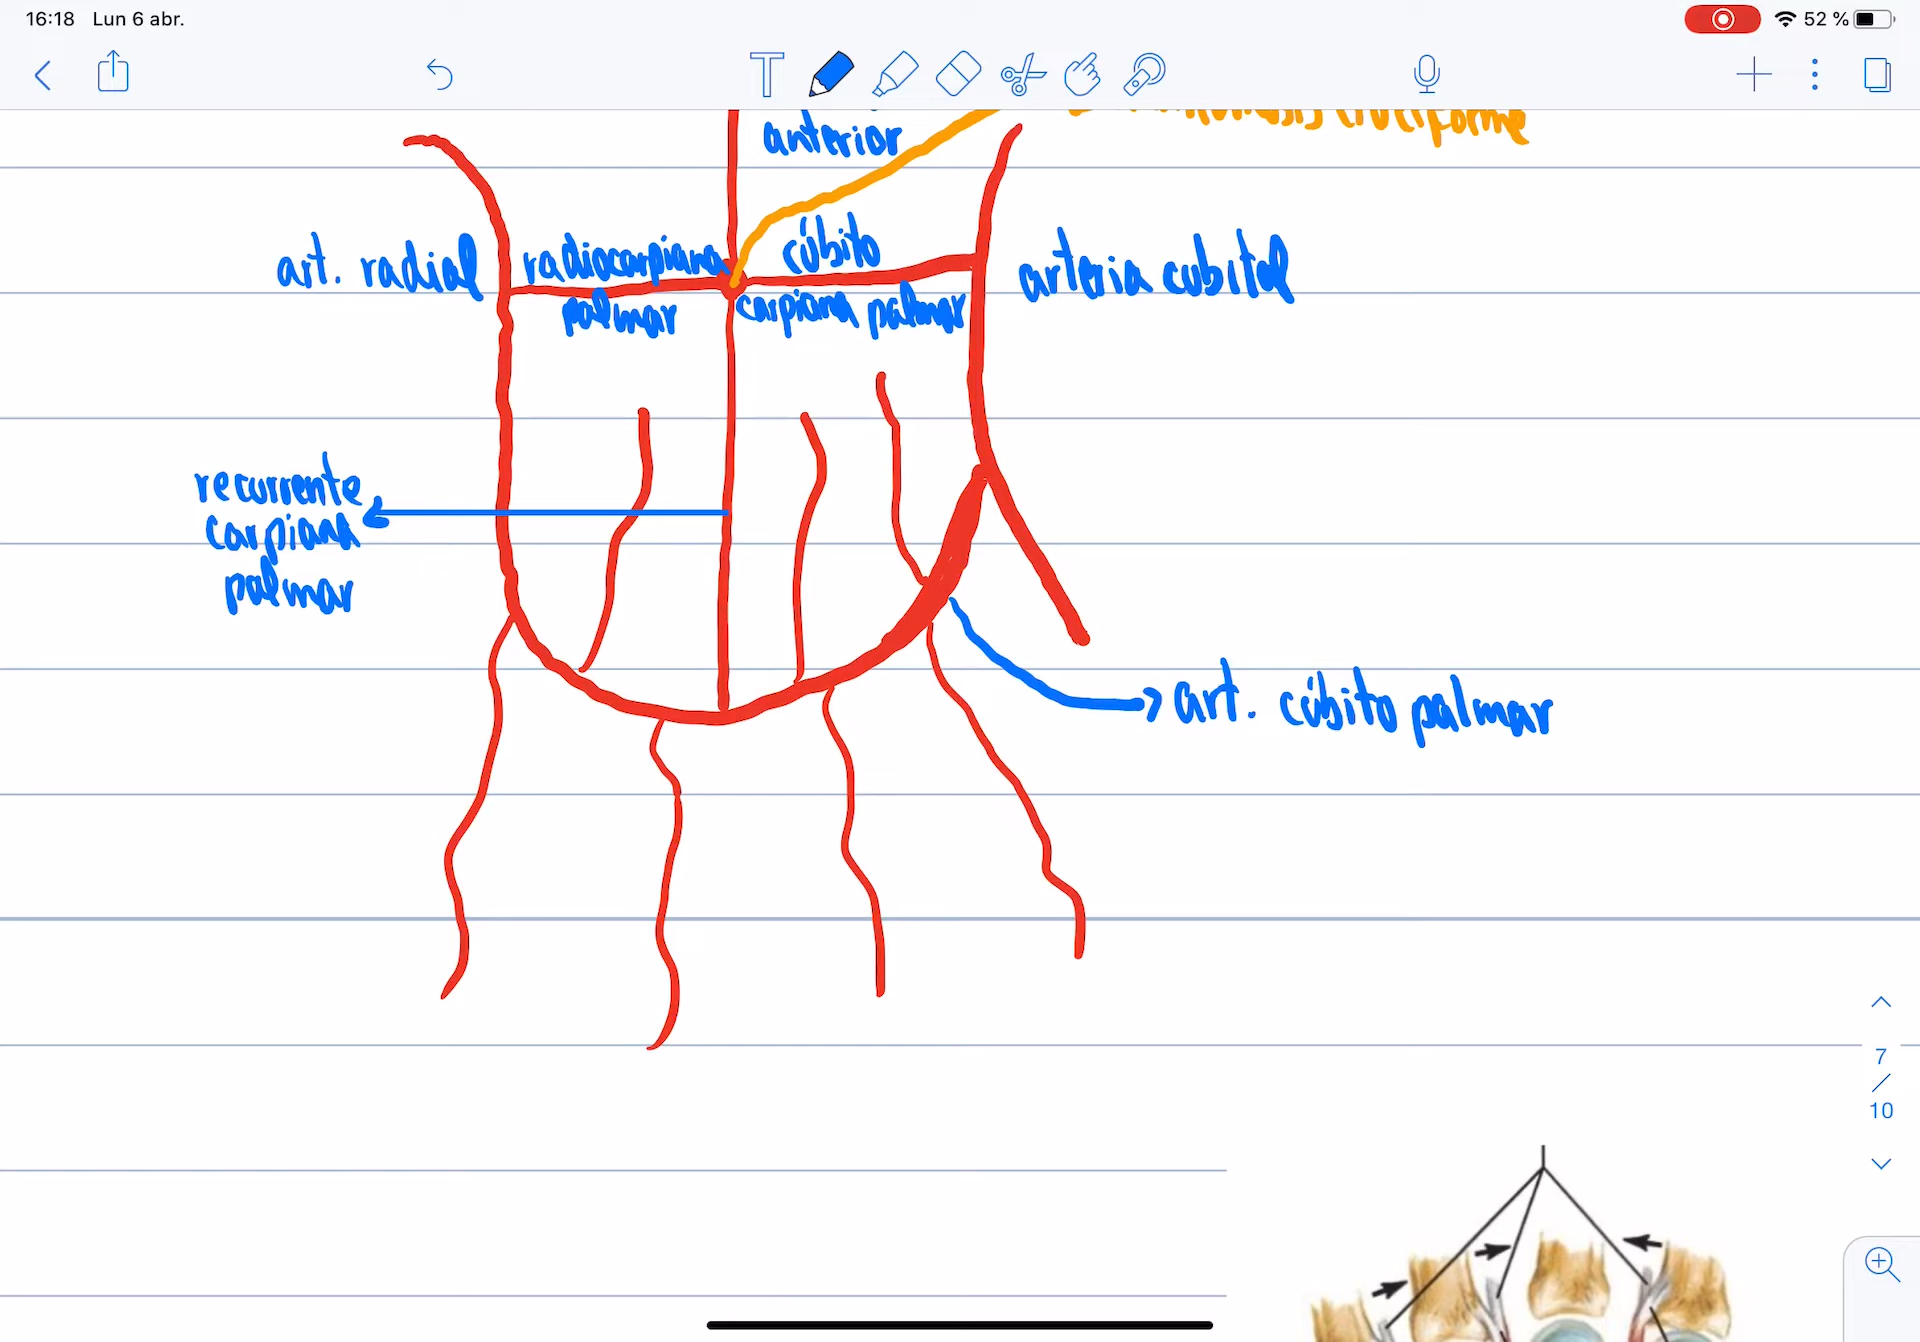 16:18 Lun 6 abr.
52 %
anterior
cruciforme
art. radial
radiocarpiana
palmar
cúbito
carpiana palmar
arteria cubital
recurrente
carpiana
palmar
art. cúbito palmar
7
/
10